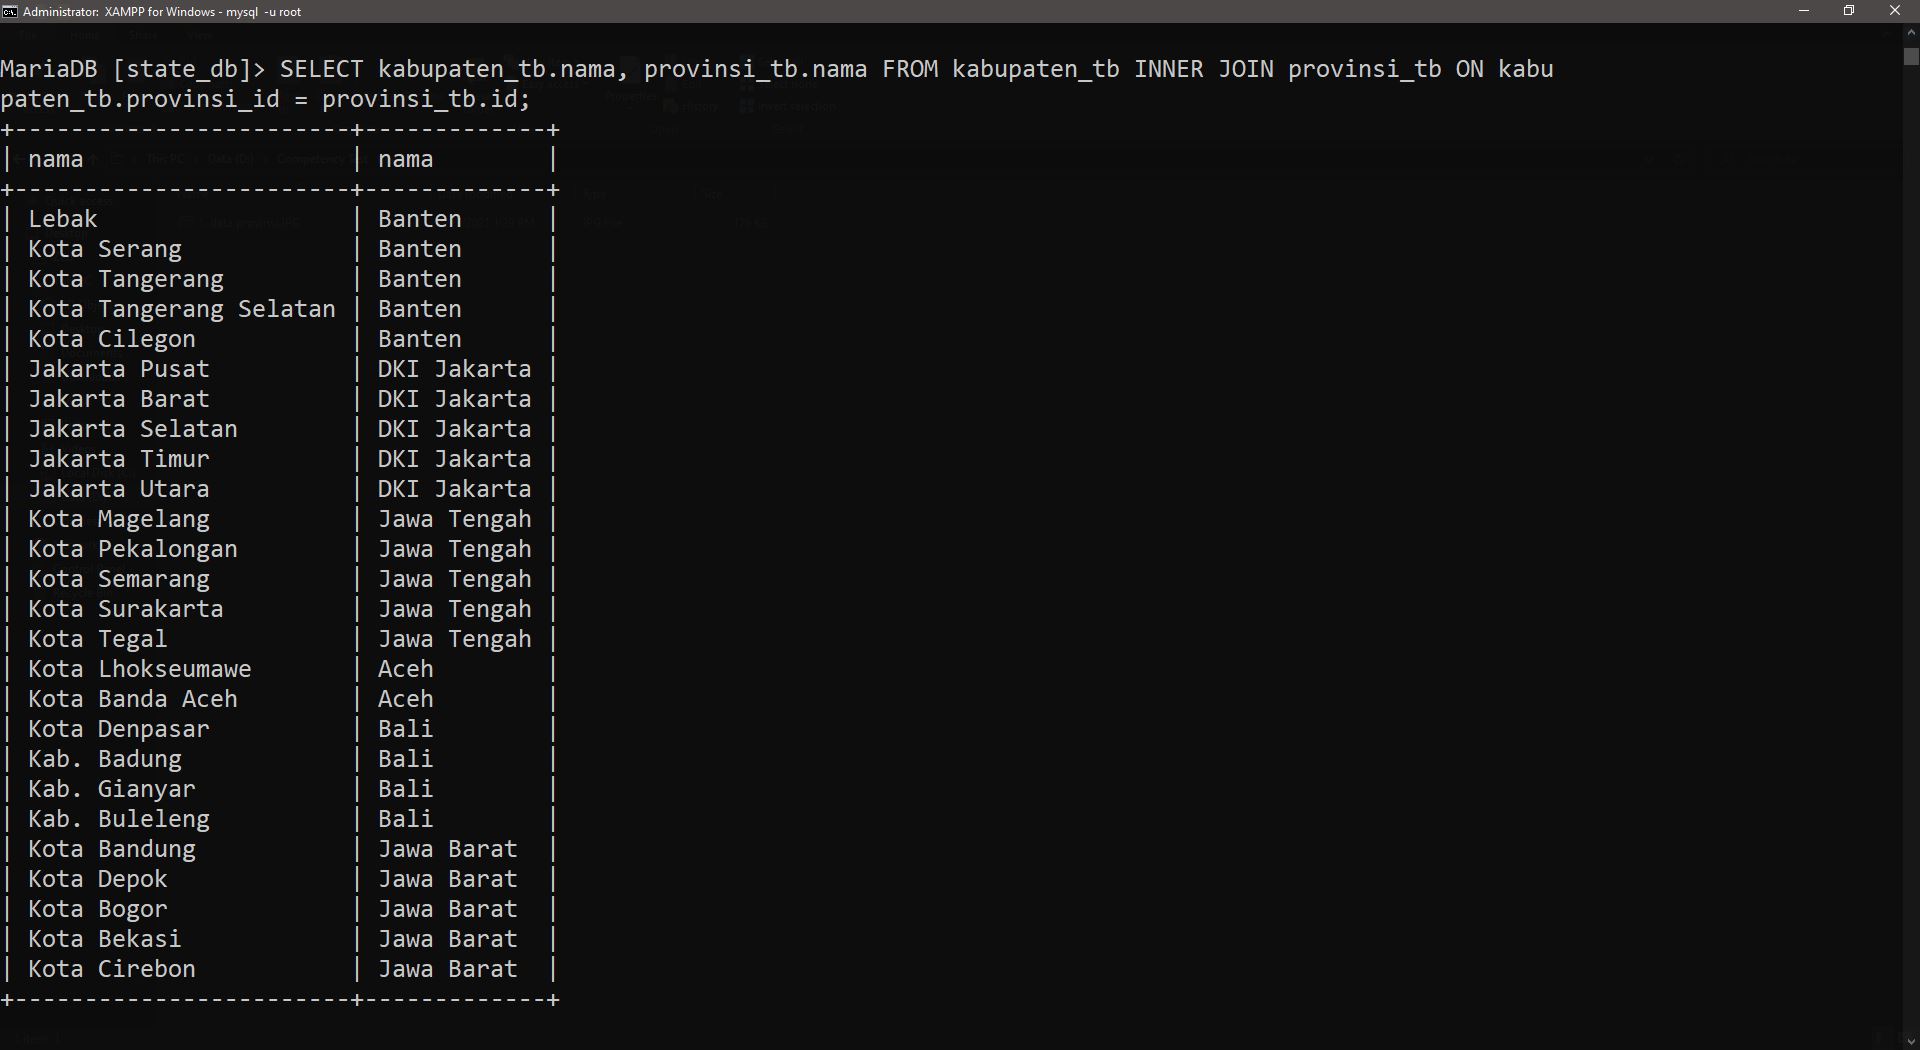 Administrator: XAMPP for Windows - mysql -u root
MariaDB [state_db]> SELECT kabupaten_tb.nama, provinsi_tb.nama FROM kabupaten_tb INNER JOIN provinsi_tb ON kabu
paten_tb.provinsi_id = provinsi_tb.id;
+------------------------+-------------+
| nama                   | nama        |
+------------------------+-------------+
| Lebak                  | Banten      |
| Kota Serang            | Banten      |
| Kota Tangerang         | Banten      |
| Kota Tangerang Selatan | Banten      |
| Kota Cilegon           | Banten      |
| Jakarta Pusat          | DKI Jakarta |
| Jakarta Barat          | DKI Jakarta |
| Jakarta Selatan        | DKI Jakarta |
| Jakarta Timur          | DKI Jakarta |
| Jakarta Utara          | DKI Jakarta |
| Kota Magelang          | Jawa Tengah |
| Kota Pekalongan        | Jawa Tengah |
| Kota Semarang          | Jawa Tengah |
| Kota Surakarta         | Jawa Tengah |
| Kota Tegal             | Jawa Tengah |
| Kota Lhokseumawe       | Aceh        |
| Kota Banda Aceh        | Aceh        |
| Kota Denpasar          | Bali        |
| Kab. Badung            | Bali        |
| Kab. Gianyar           | Bali        |
| Kab. Buleleng          | Bali        |
| Kota Bandung           | Jawa Barat  |
| Kota Depok             | Jawa Barat  |
| Kota Bogor             | Jawa Barat  |
| Kota Bekasi            | Jawa Barat  |
| Kota Cirebon           | Jawa Barat  |
+------------------------+-------------+